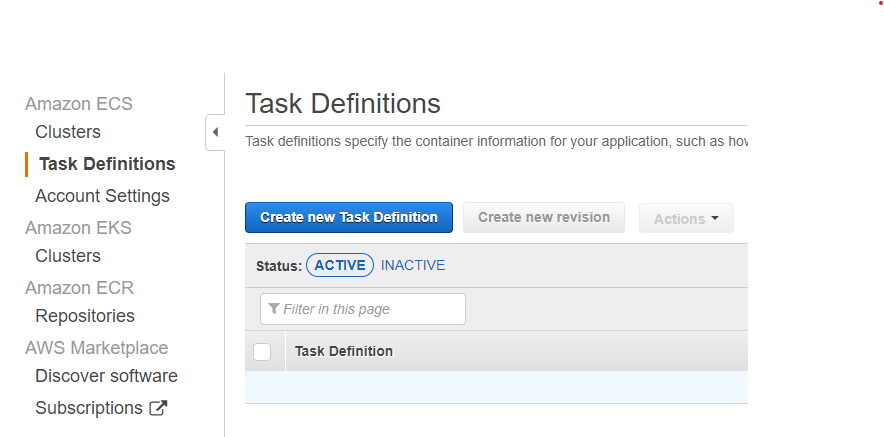 Amazon ECS
Clusters
Task Definitions
Account Settings
Amazon EKS
Clusters
Amazon ECR
Repositories
AWS Marketplace
Discover software
Subscriptions
Task Definitions
Task definitions specify the container information for your application, such as how
Create new Task Definition
Create new revision
Actions
Status: ACTIVE INACTIVE
Filter in this page
Task Definition